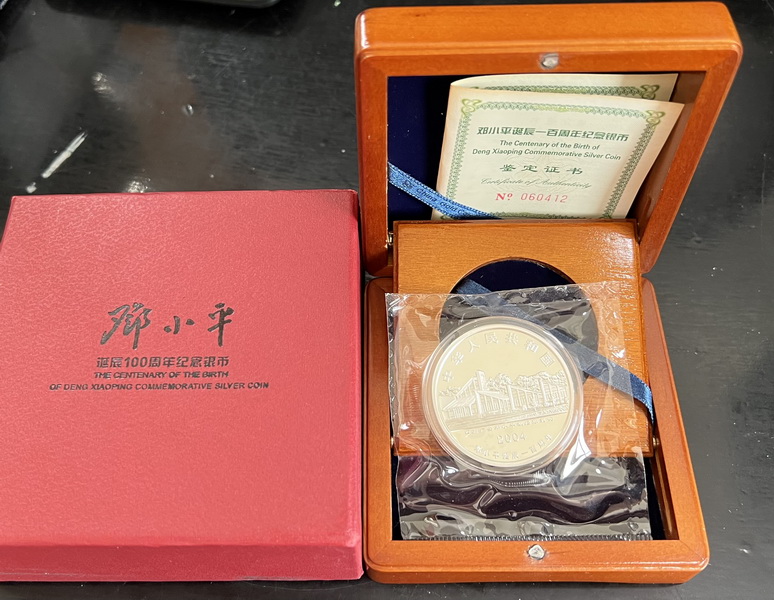 邓小平
诞辰100周年纪念银币
THE CENTENARY OF THE BIRTH
OF DENG XIAOPING COMMEMORATIVE SILVER COIN
邓小平诞辰一百周年纪念银币
The Centenary of the Birth of
Deng Xiaoping Commemorative Silver Coin
鉴定证书
Certificate of Authenticity
Nº 060412
China Gold C
中华人民共和国
2004